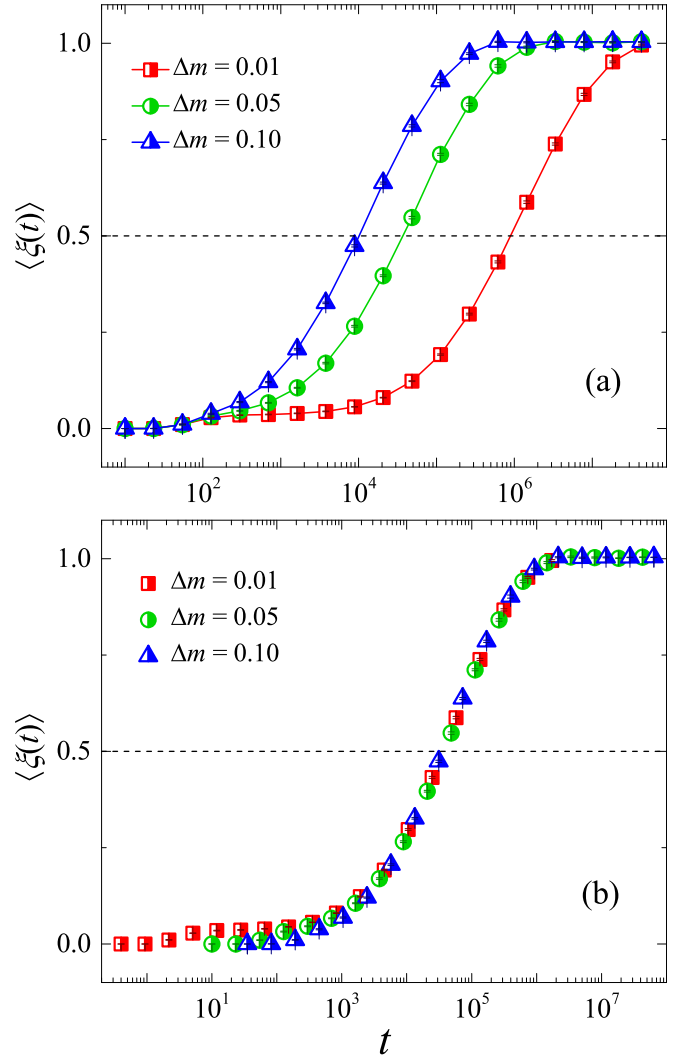 1.0
Δm = 0.01
Δm = 0.05
Δm = 0.10
0.5
⟨ξ(t)⟩
(a)
0.0
10² 10⁴ 10⁶
1.0
Δm = 0.01
Δm = 0.05
Δm = 0.10
0.5
⟨ξ(t)⟩
(b)
0.0
10¹ 10³ 10⁵ 10⁷
t